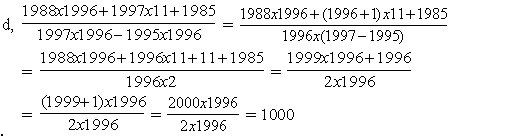 d, (1988x1996+1997x11+1985)/(1997x1996−1995x1996) = (1988x1996+(1996+1)x11+1985)/(1996x(1997−1995))
= (1988x1996+1996x11+11+1985)/(1996x2) = (1999x1996+1996)/(2x1996)
= ((1999+1)x1996)/(2x1996) = (2000x1996)/(2x1996) = 1000
.